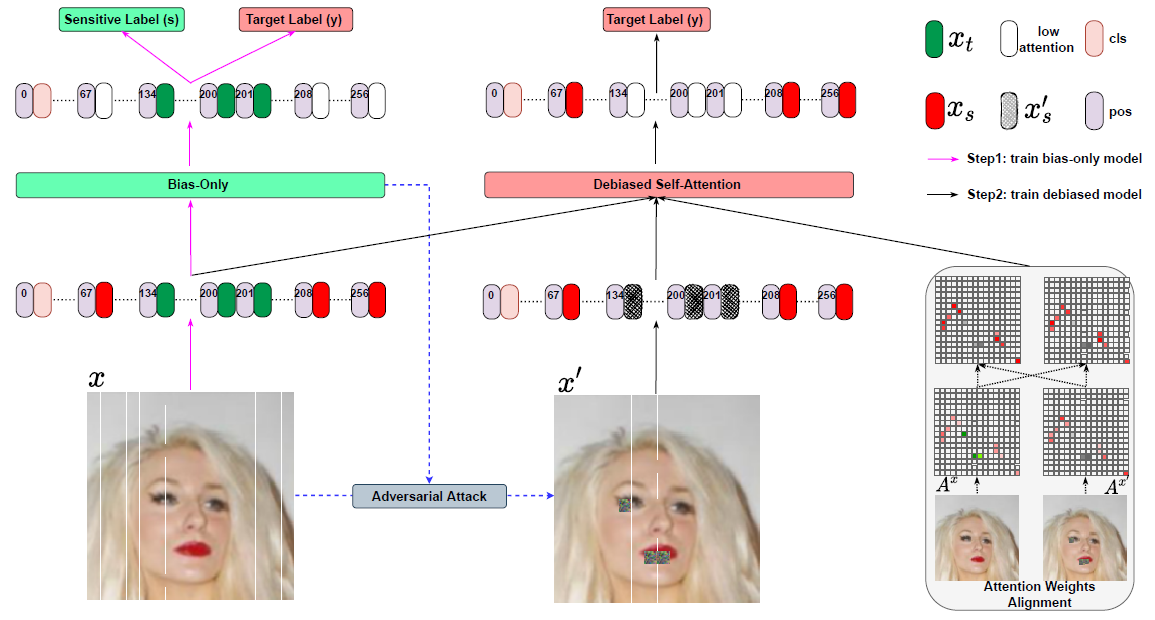 Sensitive Label (s)
Target Label (y)
Target Label (y)
x_t
low
attention
cls
0 67 134 200 201 208 256
0 67 134 200 201 208 256
x_s
x'_s
pos
Step1: train bias-only model
Bias-Only
Debiased Self-Attention
Step2: train debiased model
0 67 134 200 201 208 256
0 67 134 200 201 208 256
x
x'
A^x
A^x'
Adversarial Attack
Attention Weights
Alignment